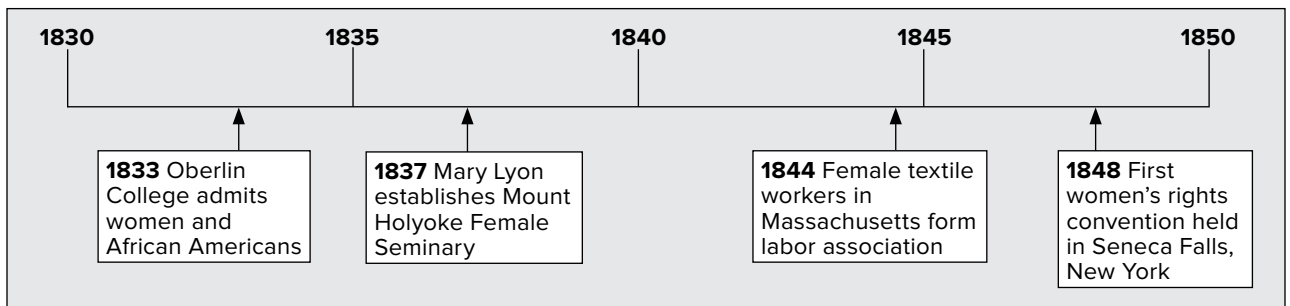 1830 1835 1840 1845 1850
1833 Oberlin
College admits
women and
African Americans
1837 Mary Lyon
establishes Mount
Holyoke Female
Seminary
1844 Female textile
workers in
Massachusetts form
labor association
1848 First
women’s rights
convention held
in Seneca Falls,
New York